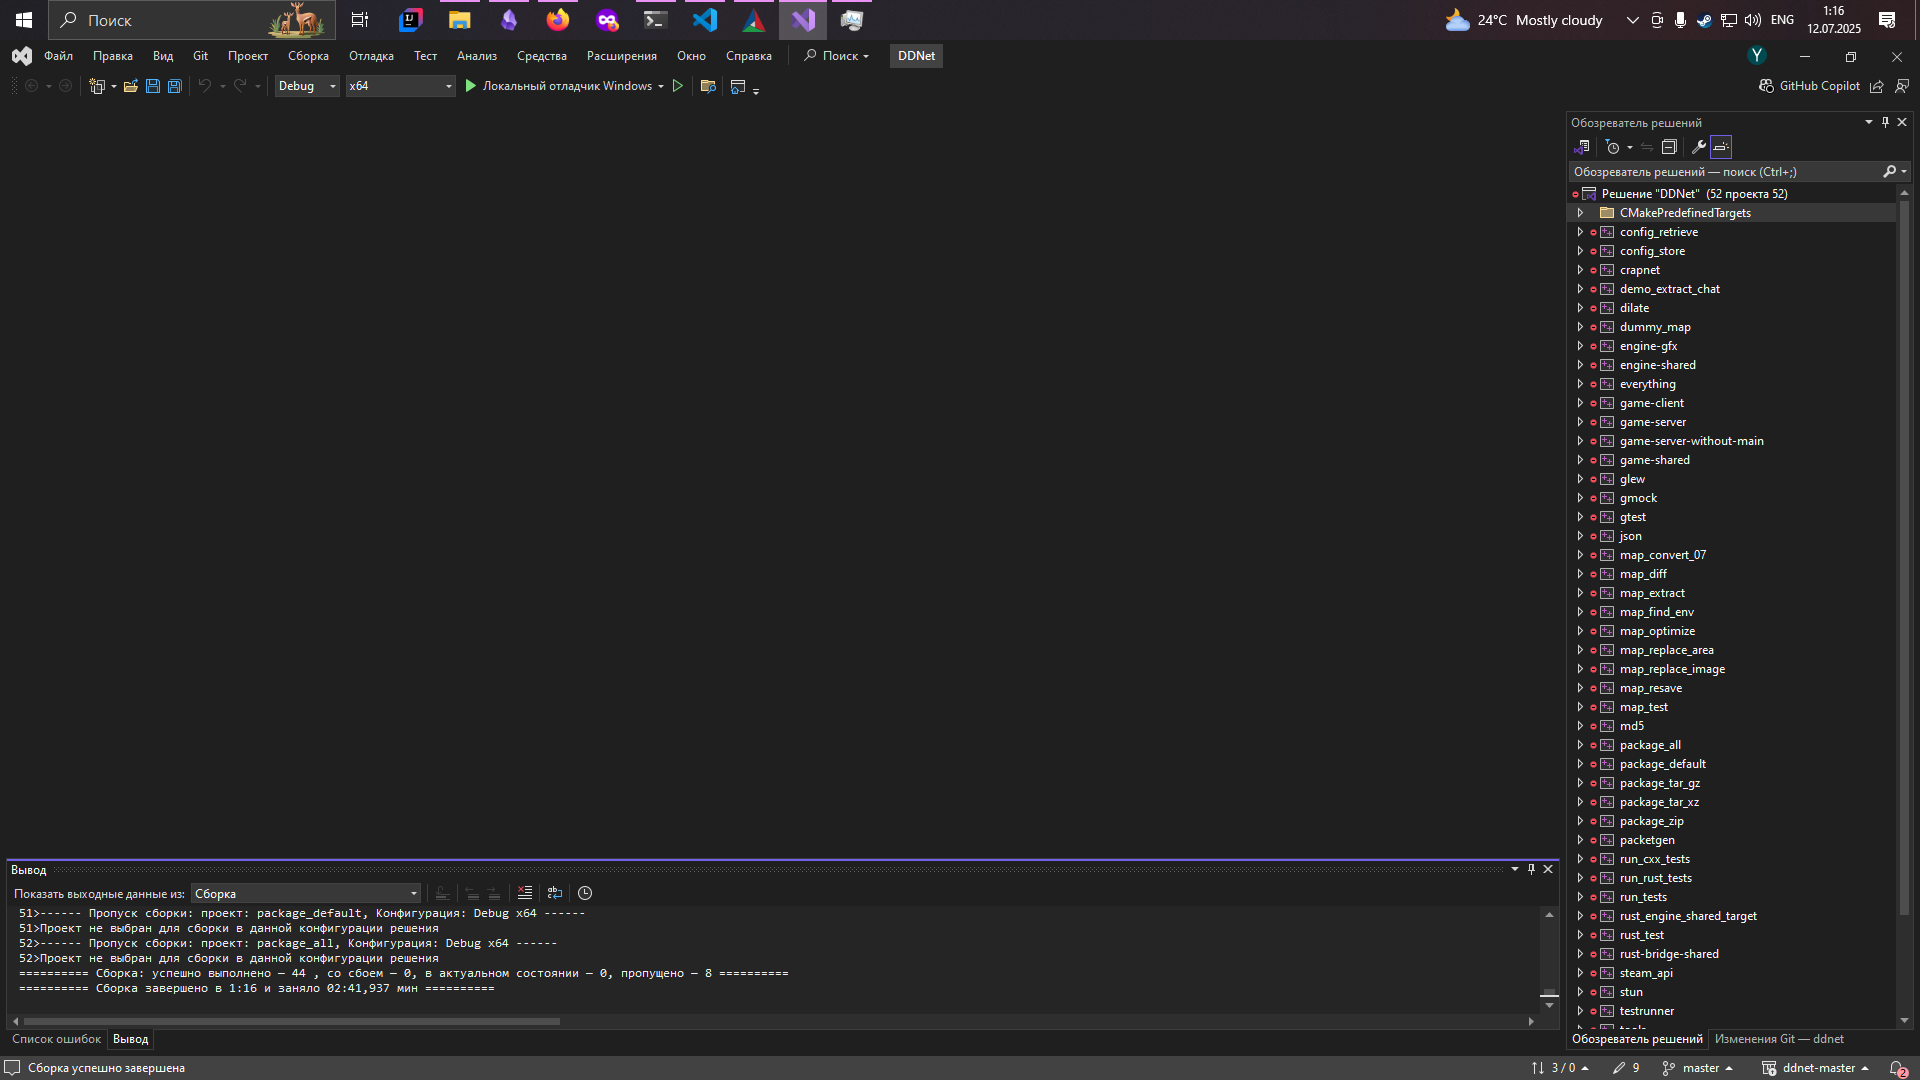 Поиск
24°C Mostly cloudy
ENG
1:16
12.07.2025
Файл Правка Вид Git Проект Сборка Отладка Тест Анализ Средства Расширения Окно Справка Поиск DDNet
Y
Debug x64 Локальный отладчик Windows
GitHub Copilot
Обозреватель решений
Обозреватель решений — поиск (Ctrl+;)
Решение "DDNet" (52 проекта 52)
CMakePredefinedTargets
config_retrieve
config_store
crapnet
demo_extract_chat
dilate
dummy_map
engine-gfx
engine-shared
everything
game-client
game-server
game-server-without-main
game-shared
glew
gmock
gtest
json
map_convert_07
map_diff
map_extract
map_find_env
map_optimize
map_replace_area
map_replace_image
map_resave
map_test
md5
package_all
package_default
package_tar_gz
package_tar_xz
package_zip
packetgen
run_cxx_tests
run_rust_tests
run_tests
rust_engine_shared_target
rust_test
rust-bridge-shared
steam_api
stun
testrunner
tools
Обозреватель решений Изменения Git — ddnet
Вывод
Показать выходные данные из: Сборка
51>------ Пропуск сборки: проект: package_default, Конфигурация: Debug x64 ------
51>Проект не выбран для сборки в данной конфигурации решения
52>------ Пропуск сборки: проект: package_all, Конфигурация: Debug x64 ------
52>Проект не выбран для сборки в данной конфигурации решения
========== Сборка: успешно выполнено — 44 , со сбоем — 0, в актуальном состоянии — 0, пропущено — 8 ==========
========== Сборка завершено в 1:16 и заняло 02:41,937 мин ==========
Список ошибок Вывод
Сборка успешно завершена
3 / 0 9 master ddnet-master 2